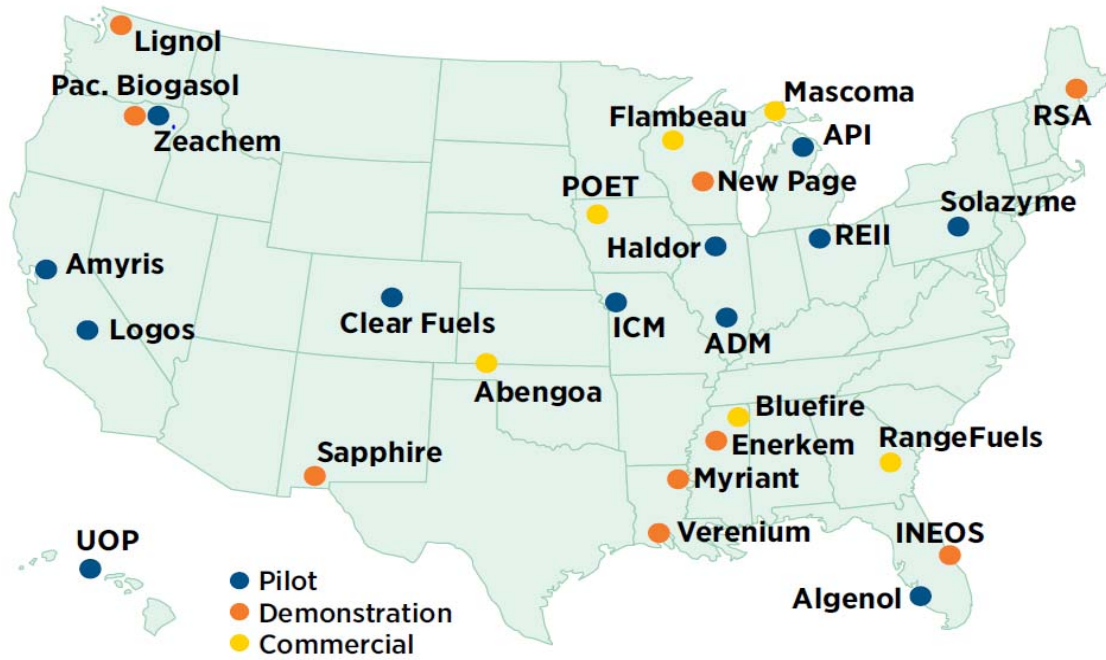 Lignol
Pac. Biogasol
Zeachem
Mascoma
Flambeau
API
RSA
New Page
POET
Solazyme
Haldor
REII
Amyris
Logos
Clear Fuels
ICM
ADM
Abengoa
Bluefire
Enerkem
RangeFuels
Sapphire
Myriant
Verenium
INEOS
UOP
Algenol
Pilot
Demonstration
Commercial